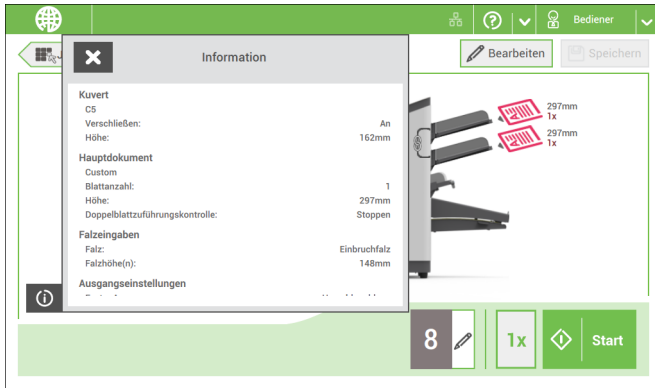 Bediener
Information
Bearbeiten
Speichern
Kuvert
C5
Verschließen: An
Höhe: 162mm
Hauptdokument
Custom
Blattanzahl: 1
Höhe: 297mm
Doppelblattzuführungskontrolle: Stoppen
Falzeingaben
Falz: Einbruchfalz
Falzhöhe(n): 148mm
Ausgangseinstellungen
297mm
1x
297mm
1x
8
1x
Start